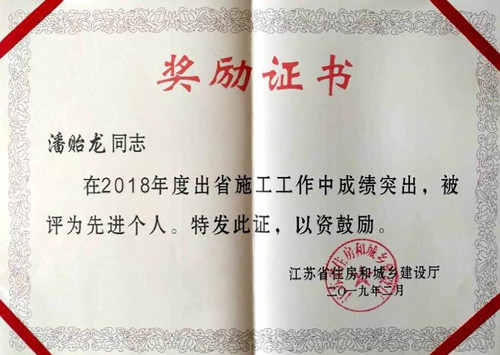 奖励证书
潘贻龙同志
在2018年度出省施工工作中成绩突出，被
评为先进个人。特发此证，以资鼓励。
江苏省住房和城乡建设厅
二〇一九年 月